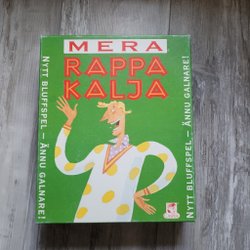 MERA
RAPPA
KALJA
NYTT BLUFFSPEL – ÄNNU GALNARE!
NYTT BLUFFSPEL – ÄNNU GALNARE!